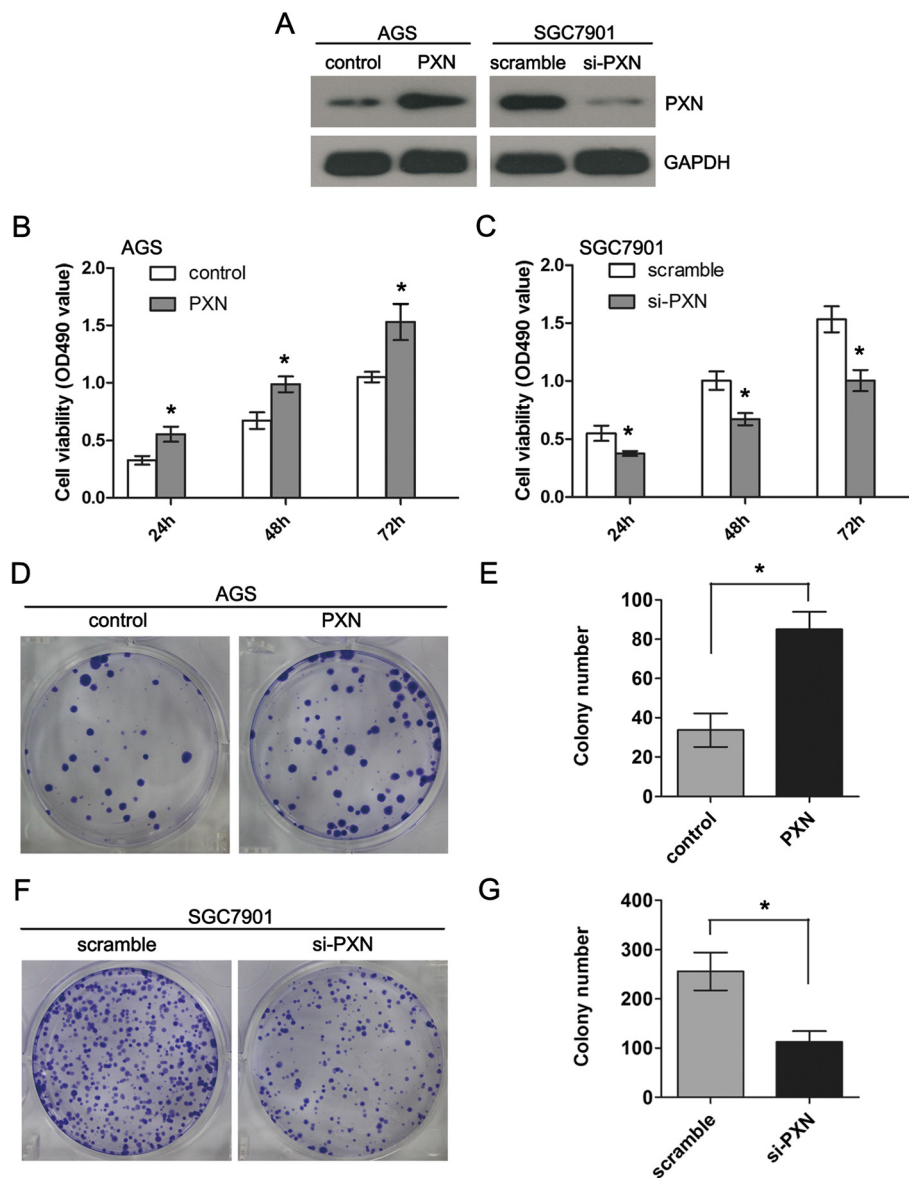 A
AGS SGC7901
control PXN scramble si-PXN
PXN
GAPDH
B
AGS
control
PXN
Cell viability (OD490 value)
2.0
1.5
1.0
0.5
0.0
*
*
*
24h 48h 72h
C
SGC7901
scramble
si-PXN
Cell viability (OD490 value)
2.0
1.5
1.0
0.5
0.0
*
*
*
24h 48h 72h
D
AGS
control PXN
E
Colony number
100
80
60
40
20
0
*
control PXN
F
SGC7901
scramble si-PXN
G
Colony number
400
300
200
100
0
*
scramble si-PXN